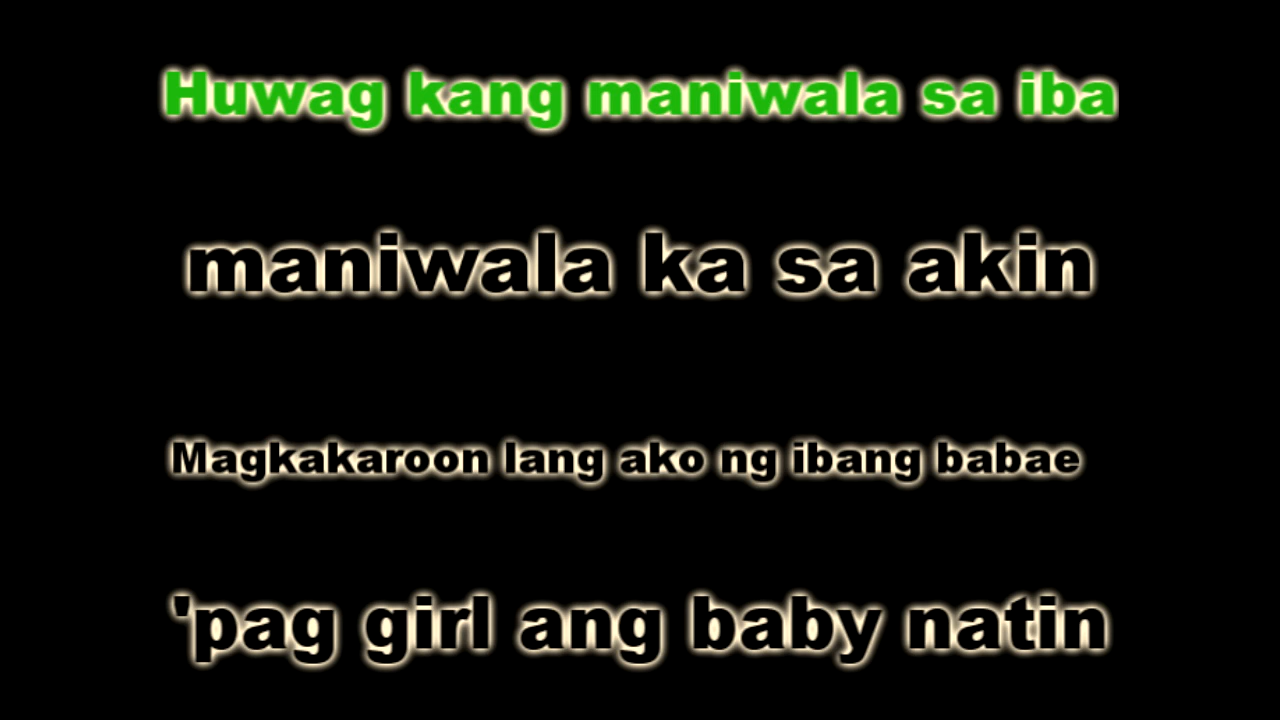 Huwag kang maniwala sa iba
maniwala ka sa akin
Magkakaroon lang ako ng ibang babae
'pag girl ang baby natin